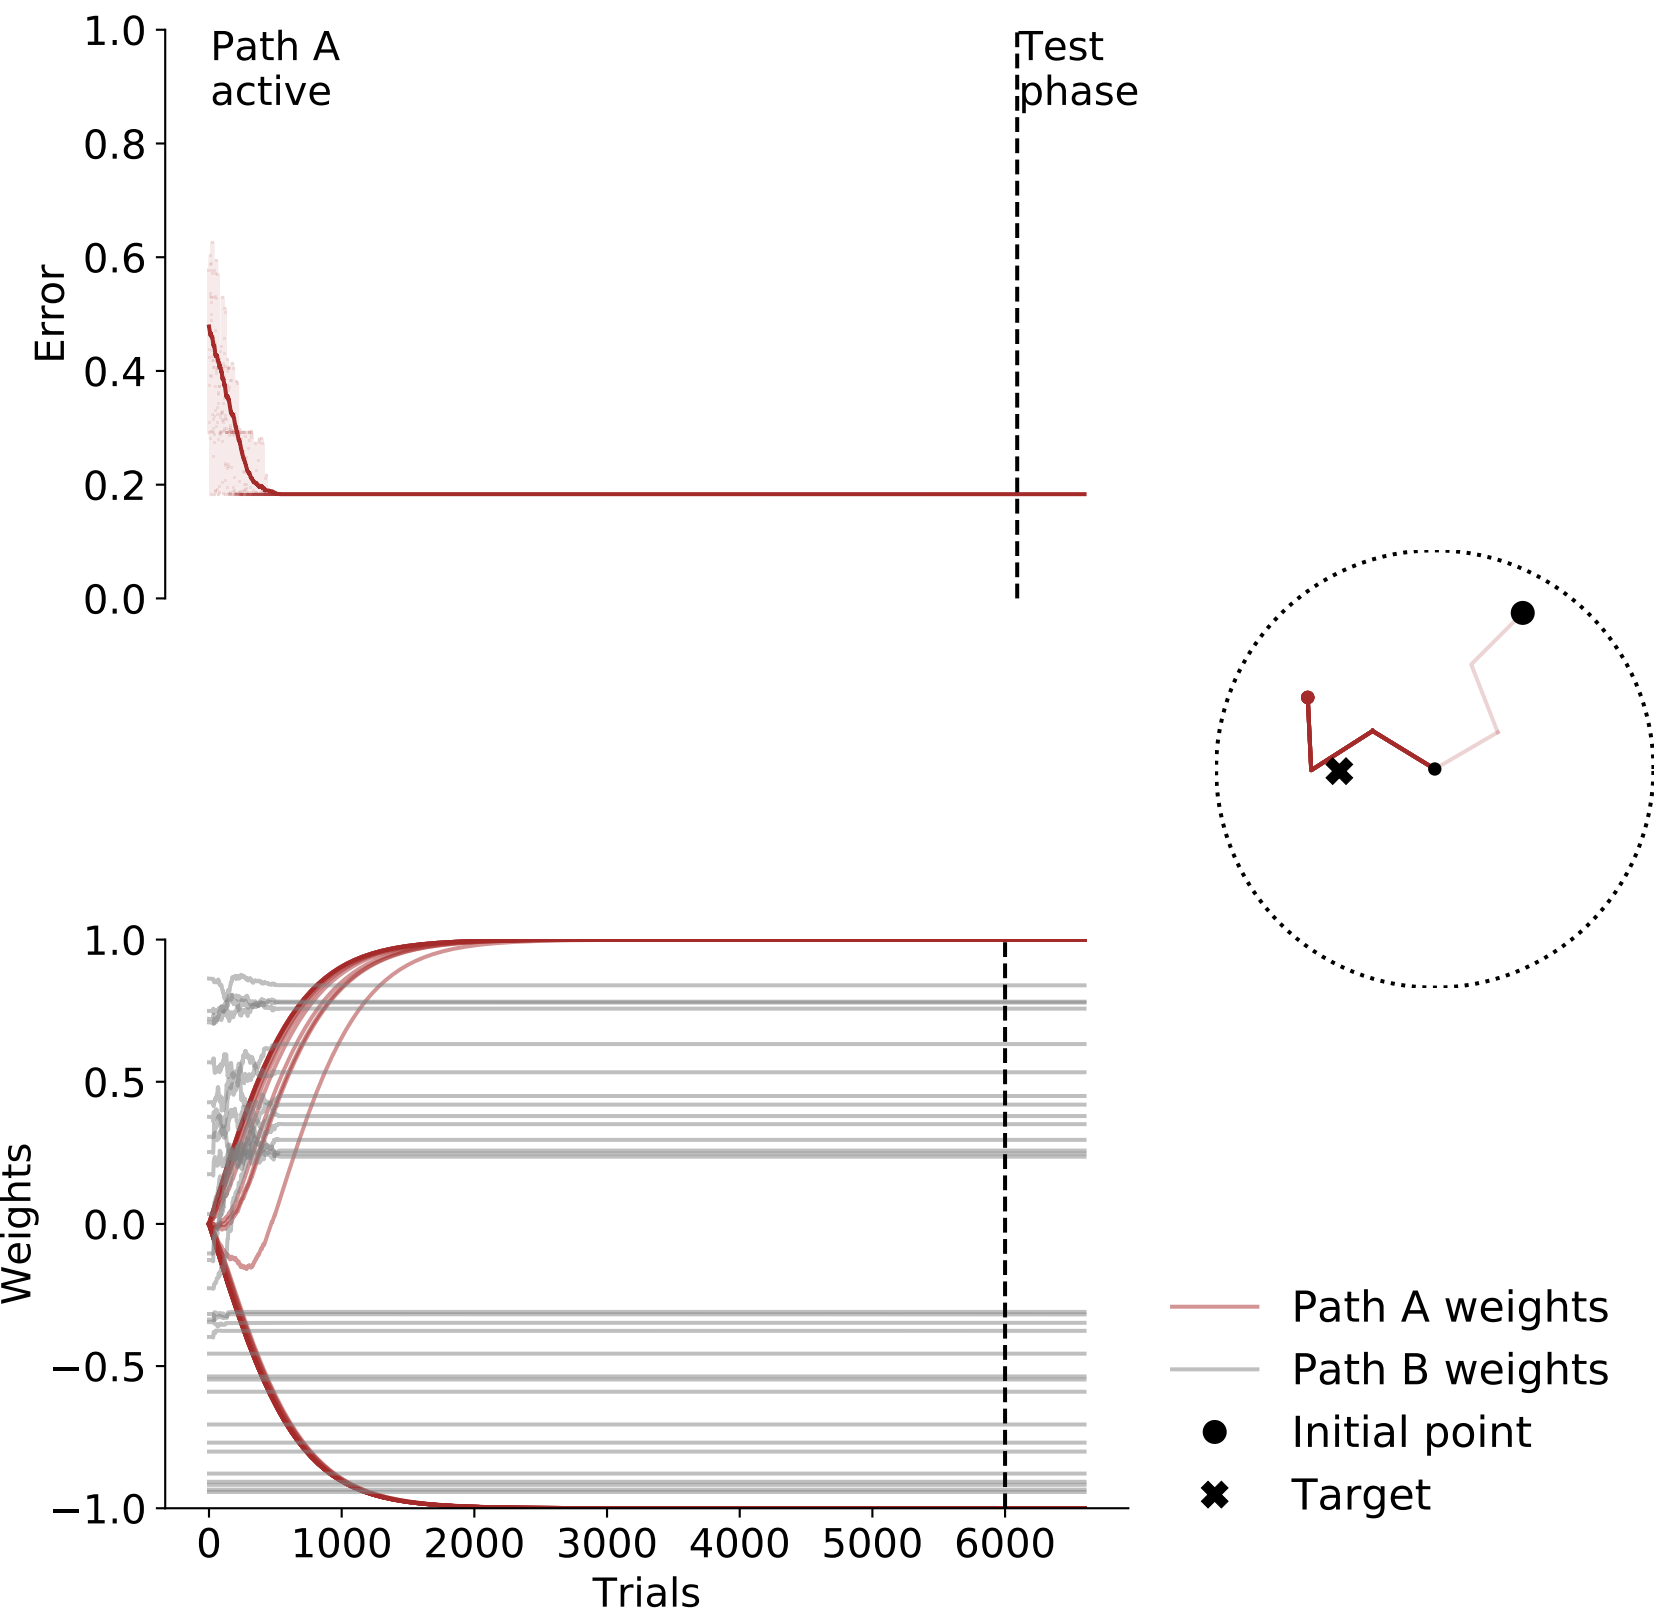 Path A
active
Test
phase
1.0
0.8
0.6
0.4
0.2
0.0
Error
1.0
0.5
0.0
−0.5
−1.0
Weights
0 1000 2000 3000 4000 5000 6000
Trials
Path A weights
Path B weights
Initial point
Target